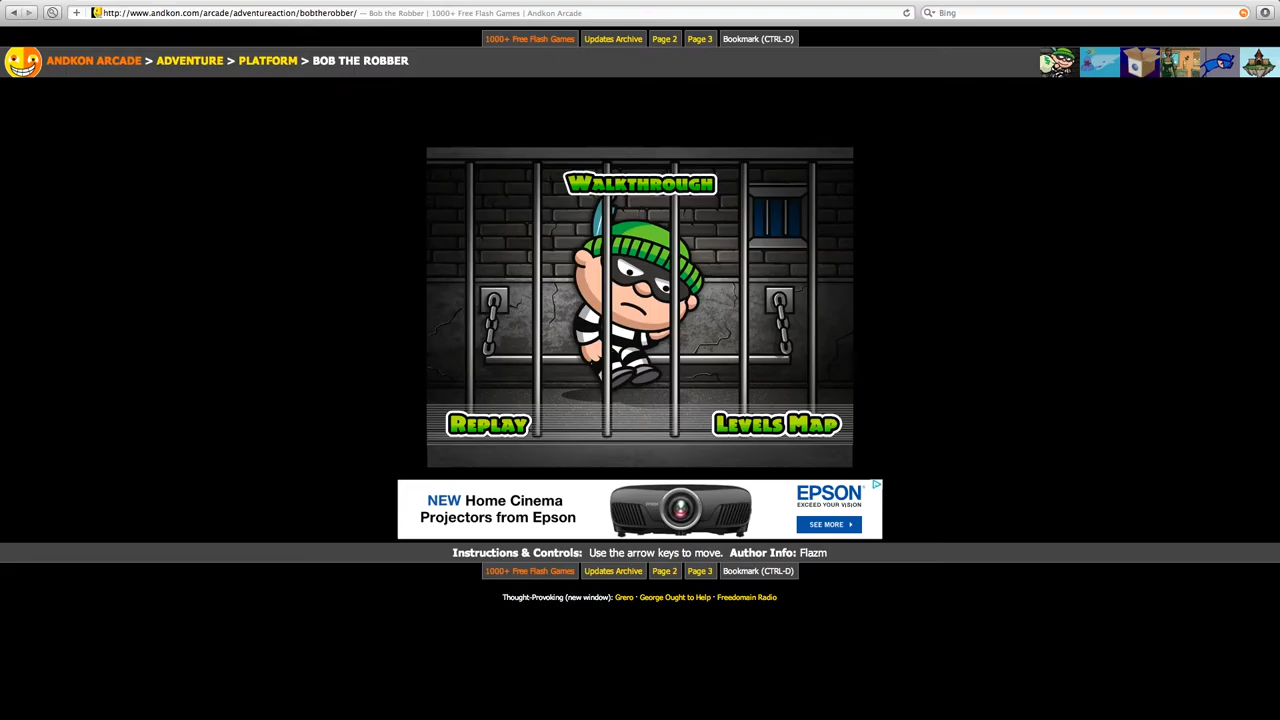 http://www.andkon.com/arcade/adventureaction/bobtherobber/ — Bob the Robber | 1000+ Free Flash Games | Andkon Arcade
Bing
1000+ Free Flash Games Updates Archive Page 2 Page 3 Bookmark (CTRL-D)
ANDKON ARCADE > ADVENTURE > PLATFORM > BOB THE ROBBER
WALKTHROUGH
REPLAY LEVELS MAP
NEW Home Cinema
Projectors from Epson
EPSON
EXCEED YOUR VISION
SEE MORE
Instructions & Controls: Use the arrow keys to move. Author Info: Flazm
1000+ Free Flash Games Updates Archive Page 2 Page 3 Bookmark (CTRL-D)
Thought-Provoking (new window): Grero · George Ought to Help · Freedomain Radio